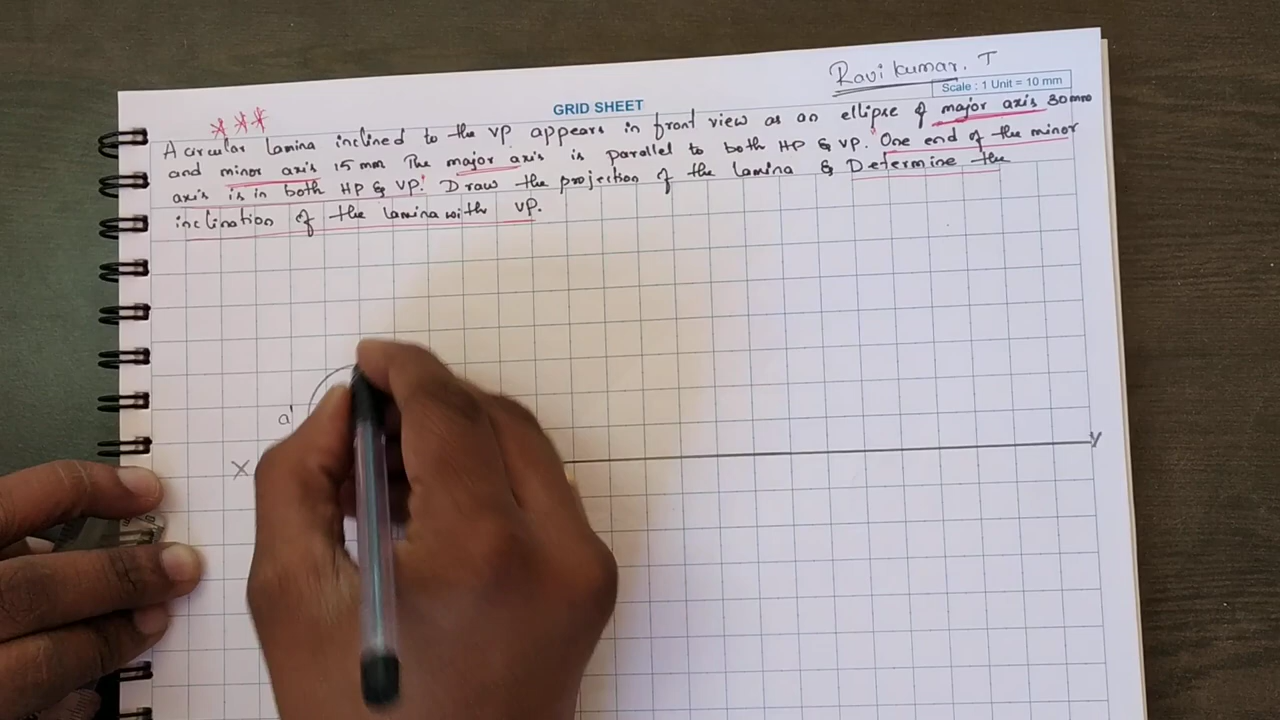 Ravi kumar. T
Scale : 1 Unit = 10 mm
GRID SHEET
A circular lamina inclined to the VP appears in front view as an ellipse of major axis 30mm
and minor axis 15 mm The major axis is parallel to both HP & VP. One end of the minor
axis is in both HP & VP. Draw the projection of the lamina & Determine the
inclination of the lamina with VP.
a'
X
Y